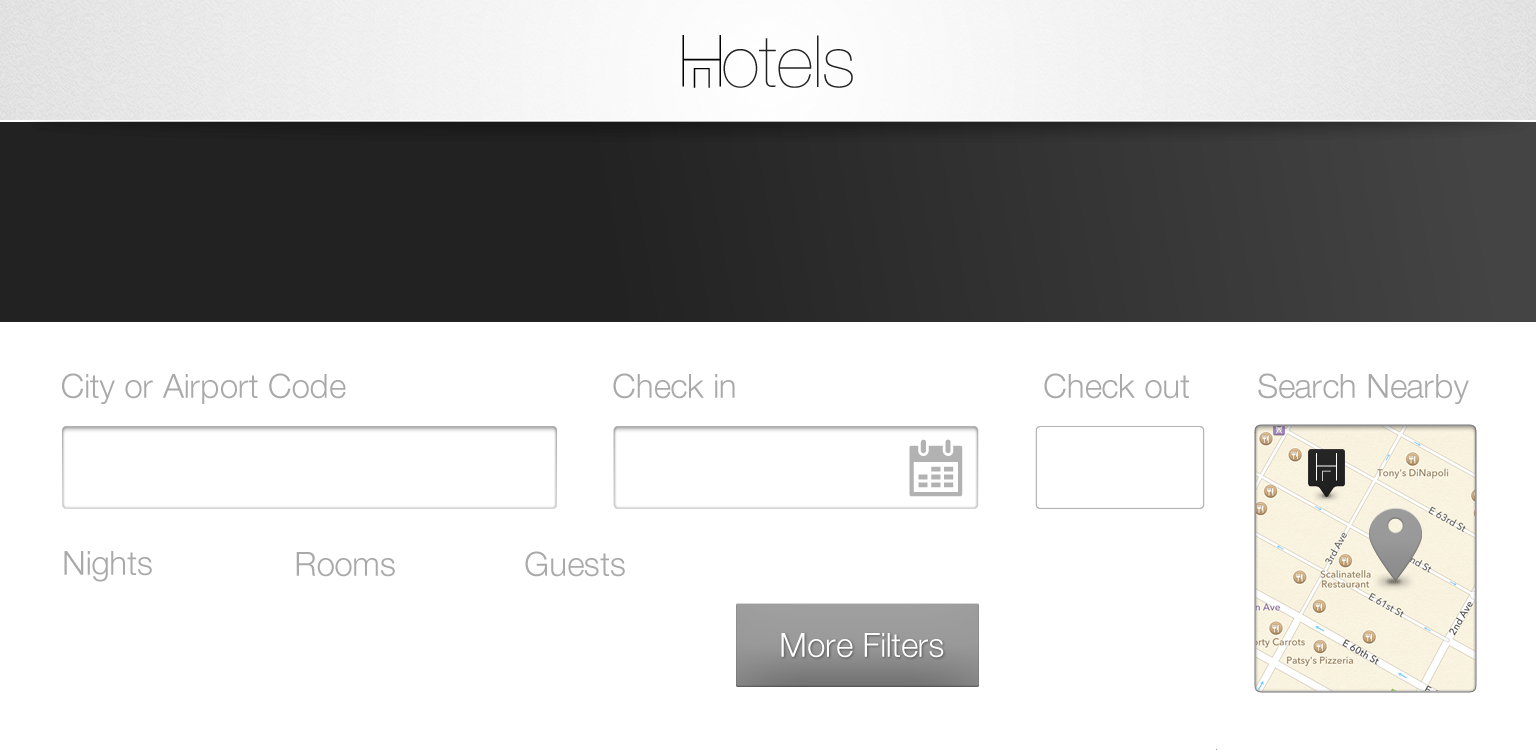 Hotels
City or Airport Code
Check in
Check out
Search Nearby
Tony's DiNapoli
E 63rd St
3rd Ave
nd St
Scalinatella
Restaurant
E 61st St
n Ave
2nd Ave
rty Carrots
E 60th St
Patsy's Pizzeria
E
Nights
Rooms
Guests
More Filters